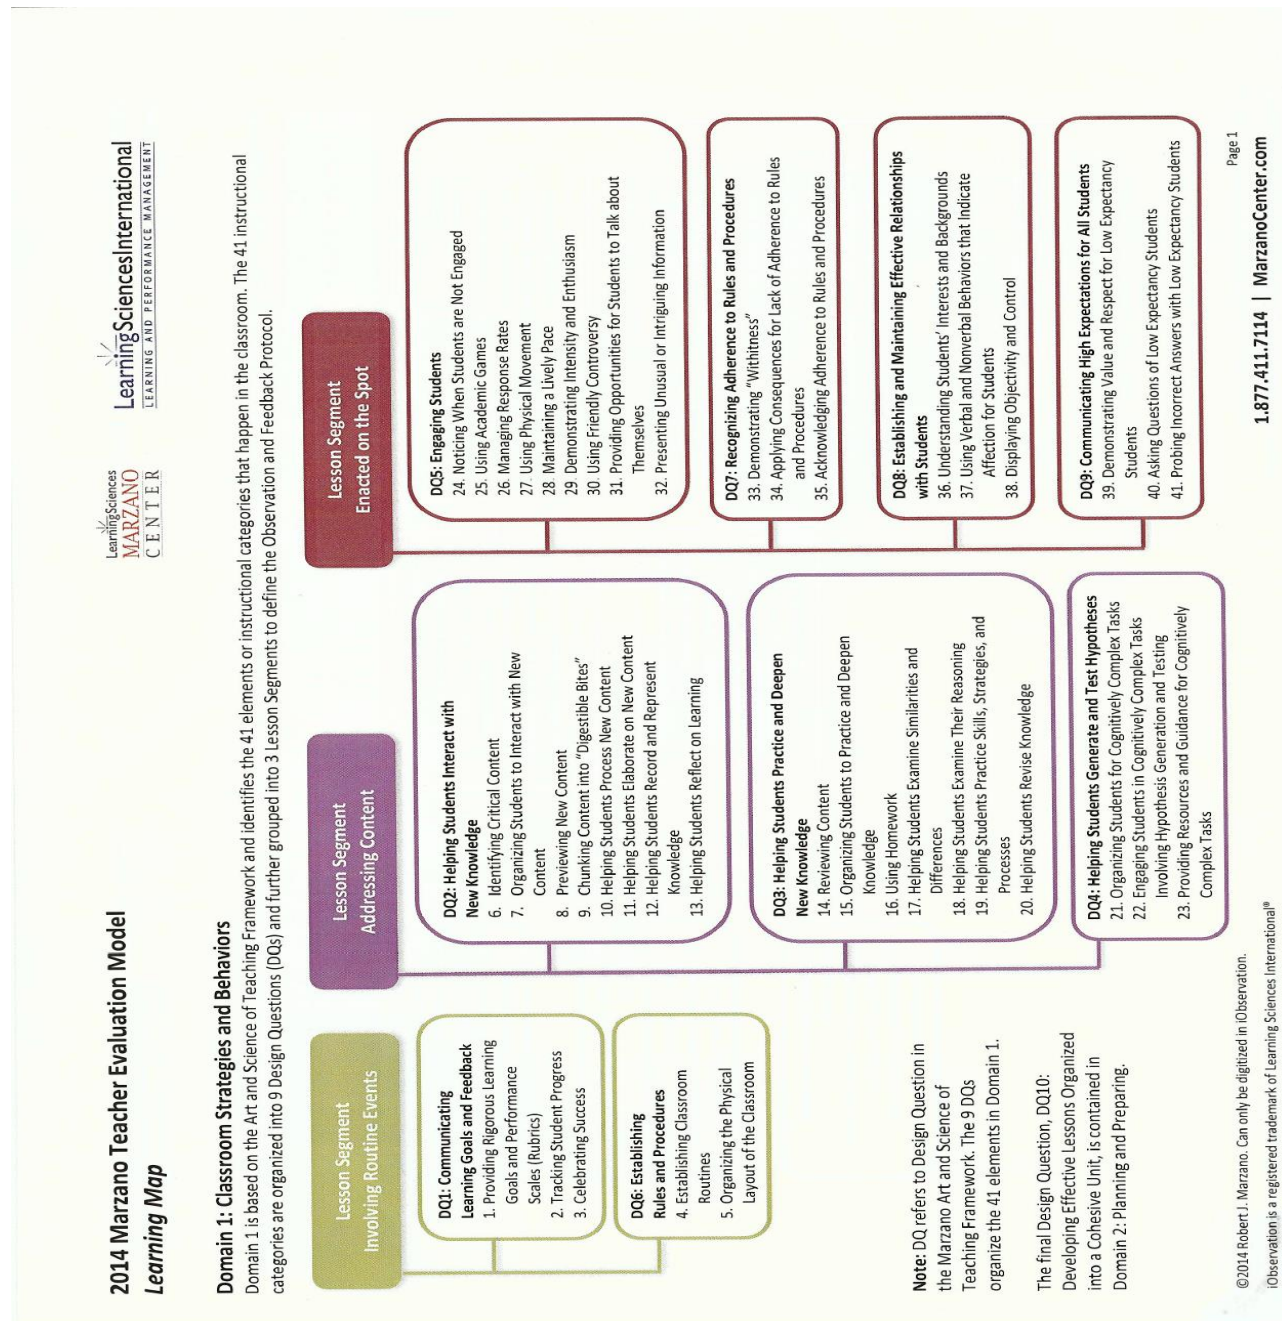 2014 Marzano Teacher Evaluation Model
Learning Map
LearningSciences
MARZANO
CENTER
LearningSciencesInternational
LEARNING AND PERFORMANCE MANAGEMENT
Domain 1: Classroom Strategies and Behaviors
Domain 1 is based on the Art and Science of Teaching Framework and identifies the 41 elements or instructional categories that happen in the classroom. The 41 instructional
categories are organized into 9 Design Questions (DQs) and further grouped into 3 Lesson Segments to define the Observation and Feedback Protocol.
Lesson Segment
Involving Routine Events
DQ1: Communicating
Learning Goals and Feedback
1. Providing Rigorous Learning
Goals and Performance
Scales (Rubrics)
2. Tracking Student Progress
3. Celebrating Success
DQ6: Establishing
Rules and Procedures
4. Establishing Classroom
Routines
5. Organizing the Physical
Layout of the Classroom
Note: DQ refers to Design Question in
the Marzano Art and Science of
Teaching Framework. The 9 DQs
organize the 41 elements in Domain 1.
The final Design Question, DQ10:
Developing Effective Lessons Organized
into a Cohesive Unit, is contained in
Domain 2: Planning and Preparing.
Lesson Segment
Addressing Content
DQ2: Helping Students Interact with
New Knowledge
6. Identifying Critical Content
7. Organizing Students to Interact with New
Content
8. Previewing New Content
9. Chunking Content into "Digestible Bites"
10. Helping Students Process New Content
11. Helping Students Elaborate on New Content
12. Helping Students Record and Represent
Knowledge
13. Helping Students Reflect on Learning
DQ3: Helping Students Practice and Deepen
New Knowledge
14. Reviewing Content
15. Organizing Students to Practice and Deepen
Knowledge
16. Using Homework
17. Helping Students Examine Similarities and
Differences
18. Helping Students Examine Their Reasoning
19. Helping Students Practice Skills, Strategies, and
Processes
20. Helping Students Revise Knowledge
DQ4: Helping Students Generate and Test Hypotheses
21. Organizing Students for Cognitively Complex Tasks
22. Engaging Students in Cognitively Complex Tasks
Involving Hypothesis Generation and Testing
23. Providing Resources and Guidance for Cognitively
Complex Tasks
Lesson Segment
Enacted on the Spot
DQ5: Engaging Students
24. Noticing When Students are Not Engaged
25. Using Academic Games
26. Managing Response Rates
27. Using Physical Movement
28. Maintaining a Lively Pace
29. Demonstrating Intensity and Enthusiasm
30. Using Friendly Controversy
31. Providing Opportunities for Students to Talk about
Themselves
32. Presenting Unusual or Intriguing Information
DQ7: Recognizing Adherence to Rules and Procedures
33. Demonstrating "Withitness"
34. Applying Consequences for Lack of Adherence to Rules
and Procedures
35. Acknowledging Adherence to Rules and Procedures
DQ8: Establishing and Maintaining Effective Relationships
with Students
36. Understanding Students' Interests and Backgrounds
37. Using Verbal and Nonverbal Behaviors that Indicate
Affection for Students
38. Displaying Objectivity and Control
DQ9: Communicating High Expectations for All Students
39. Demonstrating Value and Respect for Low Expectancy
Students
40. Asking Questions of Low Expectancy Students
41. Probing Incorrect Answers with Low Expectancy Students
©2014 Robert J. Marzano. Can only be digitized in iObservation.
iObservation is a registered trademark of Learning Sciences International®
Page 1
1.877.411.7114 | MarzanoCenter.com